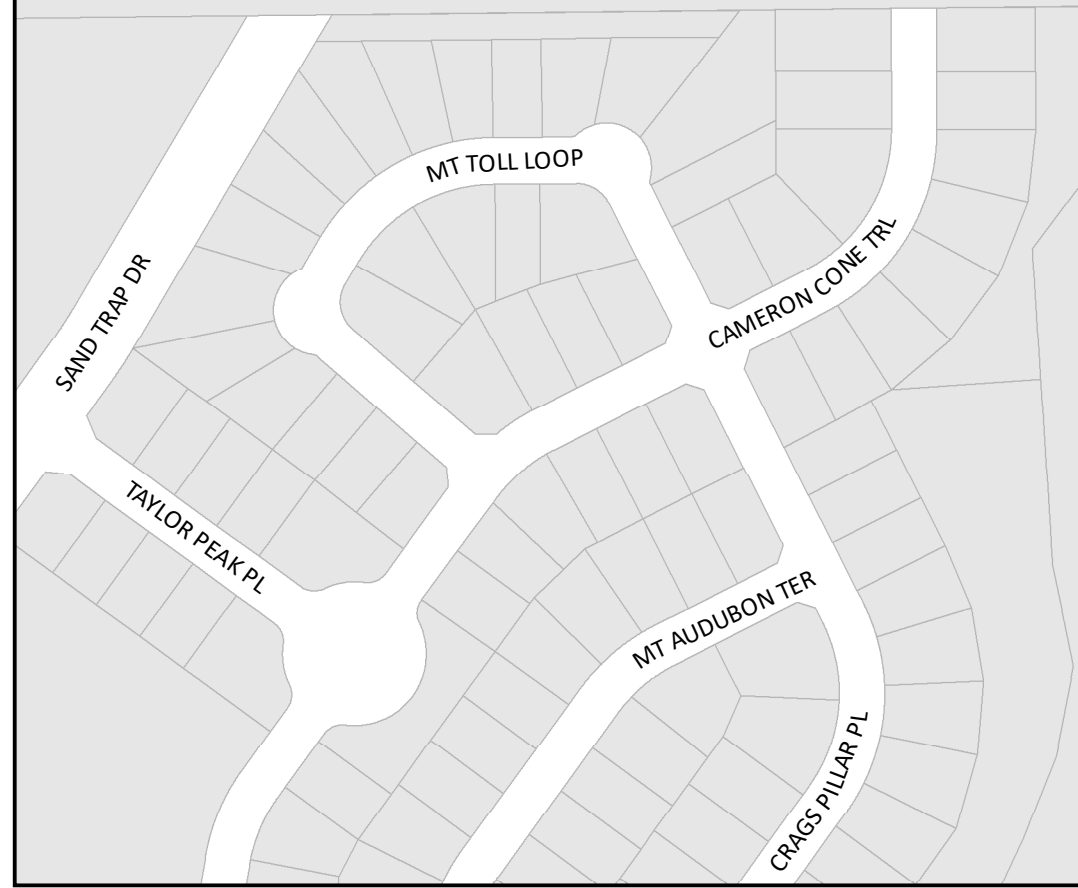 MT TOLL LOOP
SAND TRAP DR
CAMERON CONE TRL
TAYLOR PEAK PL
MT AUDUBON TER
CRAGS PILLAR PL